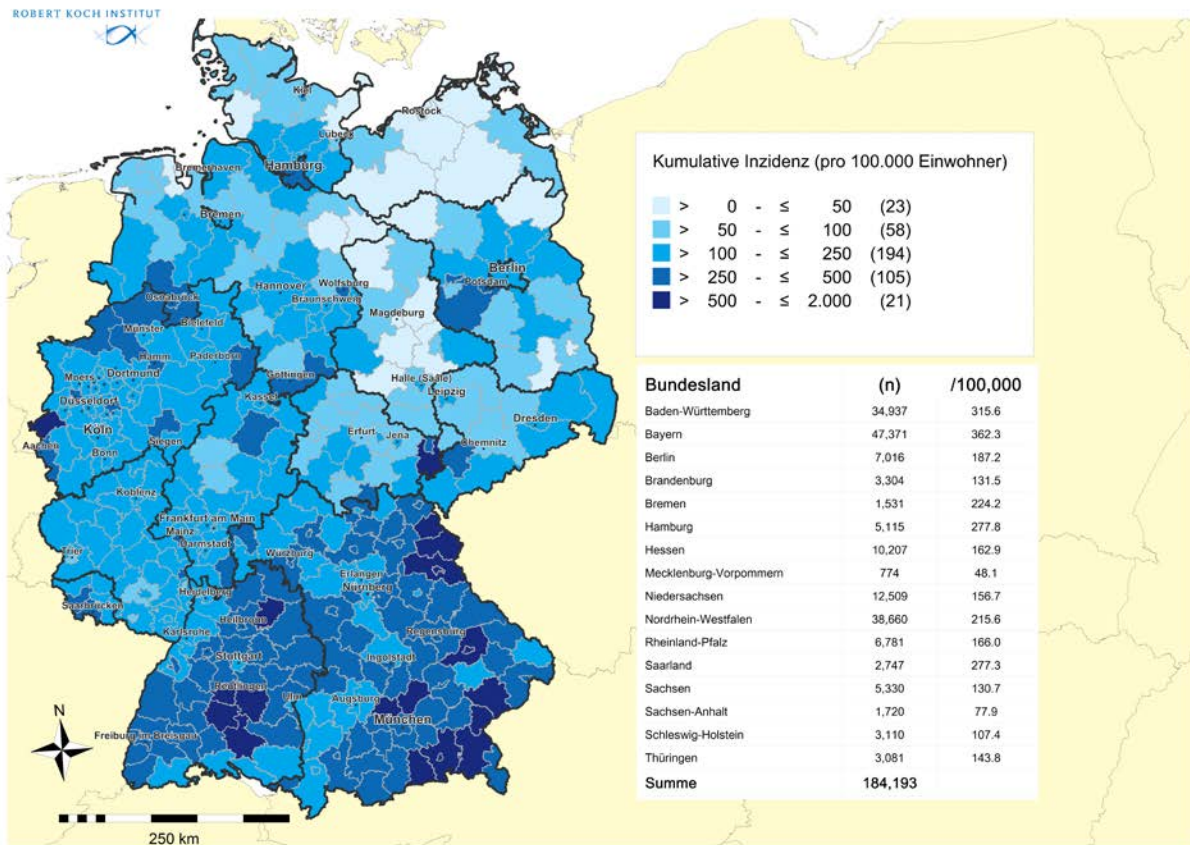 ROBERT KOCH INSTITUT
Kiel
Rostock
Lübeck
Hamburg
Bremerhaven
Bremen
Berlin
Potsdam
Wolfsburg
Hannover
Braunschweig
Osnabrück
Magdeburg
Münster
Bielefeld
Hamm
Paderborn
Göttingen
Halle (Saale)
Moers
Dortmund
Leipzig
Düsseldorf
Kassel
Dresden
Köln
Erfurt
Jena
Aachen
Siegen
Chemnitz
Bonn
Koblenz
Frankfurt am Main
Mainz
Darmstadt
Trier
Würzburg
Erlangen
Nürnberg
Heidelberg
Saarbrücken
Heilbronn
Karlsruhe
Regensburg
Stuttgart
Ingolstadt
Reutlingen
Ulm
Augsburg
München
Freiburg im Breisgau
N
250 km
Kumulative Inzidenz (pro 100.000 Einwohner)
> 0 - ≤ 50 (23)
> 50 - ≤ 100 (58)
> 100 - ≤ 250 (194)
> 250 - ≤ 500 (105)
> 500 - ≤ 2.000 (21)
Bundesland (n) /100,000
Baden-Württemberg 34,937 315.6
Bayern 47,371 362.3
Berlin 7,016 187.2
Brandenburg 3,304 131.5
Bremen 1,531 224.2
Hamburg 5,115 277.8
Hessen 10,207 162.9
Mecklenburg-Vorpommern 774 48.1
Niedersachsen 12,509 156.7
Nordrhein-Westfalen 38,660 215.6
Rheinland-Pfalz 6,781 166.0
Saarland 2,747 277.3
Sachsen 5,330 130.7
Sachsen-Anhalt 1,720 77.9
Schleswig-Holstein 3,110 107.4
Thüringen 3,081 143.8
Summe 184,193